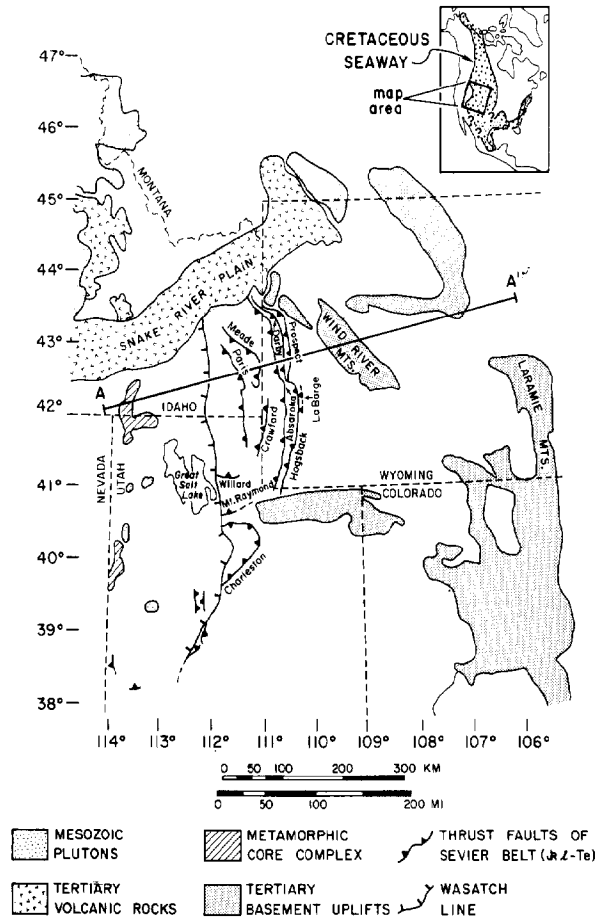 CRETACEOUS
SEAWAY
map
area
? ?
?
47°
46°
45°
44°
43°
42°
41°
40°
39°
38°
MONTANA
SNAKE RIVER PLAIN
A'
A
Meade
Paris
Darby
Prospect
WIND RIVER
MTS.
Crawford
Absaroka
La Barge
Hogsback
IDAHO
LARAMIE
MTS.
NEVADA
UTAH
Great
Salt
Lake
Willard
Mt. Raymond
WYOMING
COLORADO
Charleston
114° 113° 112° 111° 110° 109° 108° 107° 106°
0 50 100 200 300 KM
0 50 100 200 MI
MESOZOIC
PLUTONS
METAMORPHIC
CORE COMPLEX
THRUST FAULTS OF
SEVIER BELT
TERTIARY
VOLCANIC ROCKS
TERTIARY
BASEMENT UPLIFTS
WASATCH
LINE